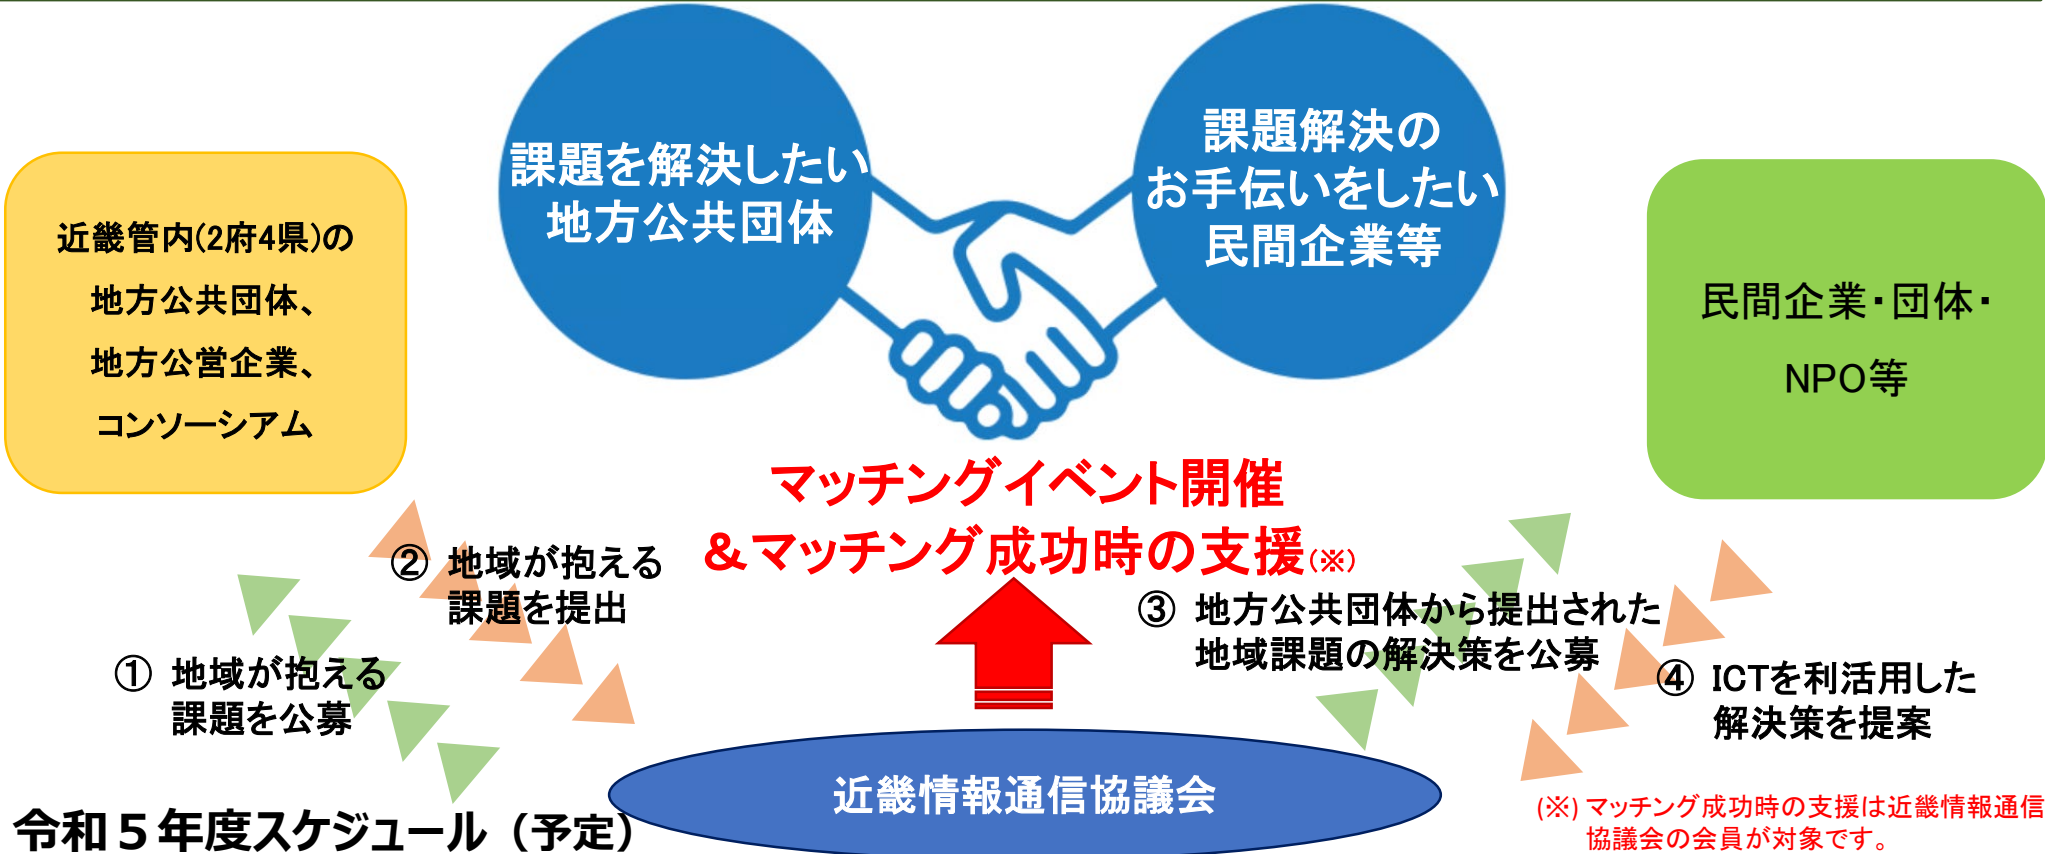 課題を解決したい
地方公共団体
課題解決の
お手伝いをしたい
民間企業等
近畿管内(2府4県)の
地方公共団体、
地方公営企業、
コンソーシアム
民間企業・団体・
NPO等
マッチングイベント開催
＆マッチング成功時の支援(※)
② 地域が抱える
課題を提出
① 地域が抱える
課題を公募
③ 地方公共団体から提出された
地域課題の解決策を公募
④ ICTを利活用した
解決策を提案
近畿情報通信協議会
(※) マッチング成功時の支援は近畿情報通信
協議会の会員が対象です。
令和５年度スケジュール（予定）